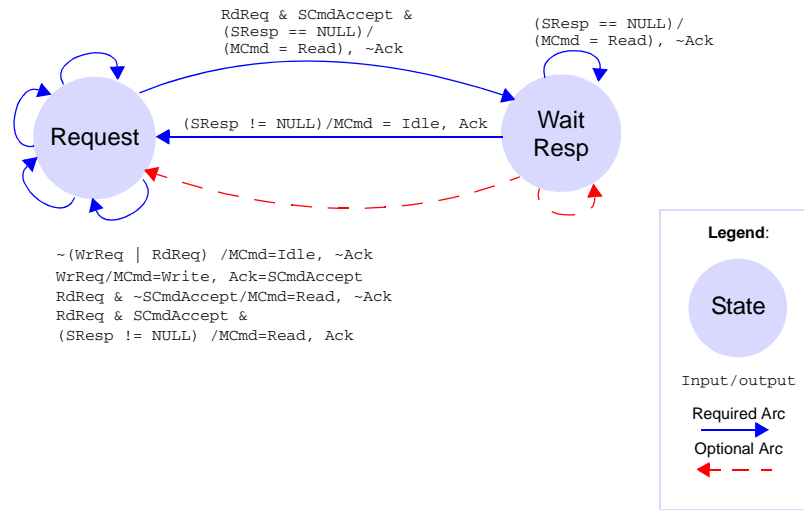 RdReq & SCmdAccept &
(SResp == NULL)/
(MCmd = Read), ~Ack
(SResp == NULL)/
(MCmd = Read), ~Ack
Request
(SResp != NULL)/MCmd = Idle, Ack
Wait
Resp
~(WrReq | RdReq) /MCmd=Idle, ~Ack
WrReq/MCmd=Write, Ack=SCmdAccept
RdReq & ~SCmdAccept/MCmd=Read, ~Ack
RdReq & SCmdAccept &
(SResp != NULL) /MCmd=Read, Ack
Legend:
State
Input/output
Required Arc
Optional Arc